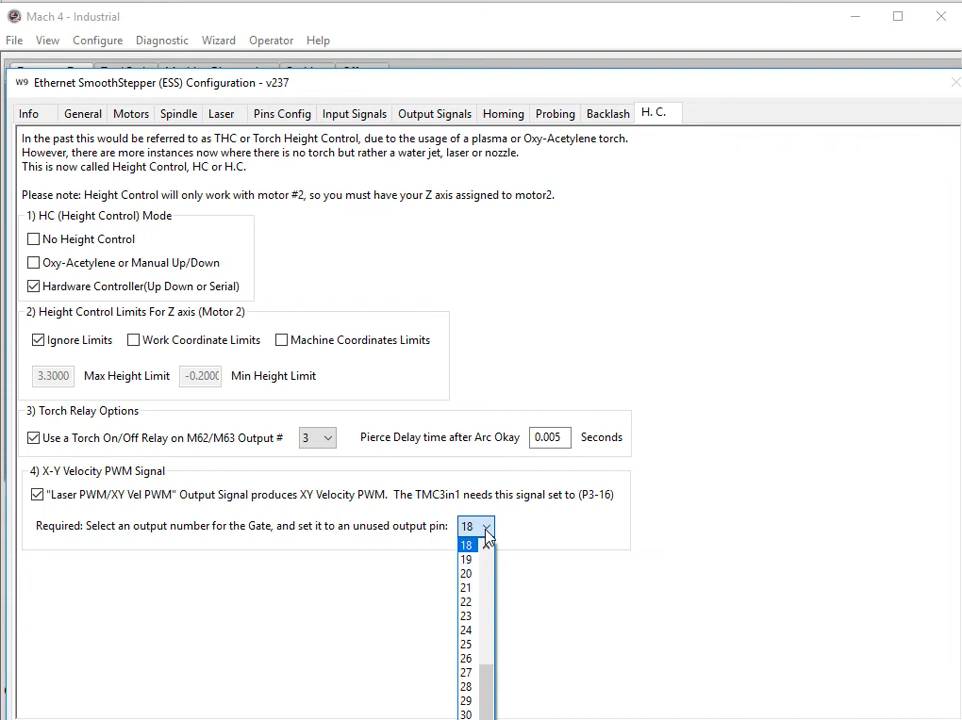 Mach 4 - Industrial
File View Configure Diagnostic Wizard Operator Help
W9 Ethernet SmoothStepper (ESS) Configuration - v237
Info General Motors Spindle Laser Pins Config Input Signals Output Signals Homing Probing Backlash H. C.
In the past this would be referred to as THC or Torch Height Control, due to the usage of a plasma or Oxy-Acetylene torch.
However, there are more instances now where there is no torch but rather a water jet, laser or nozzle.
This is now called Height Control, HC or H.C.
Please note: Height Control will only work with motor #2, so you must have your Z axis assigned to motor2.
1) HC (Height Control) Mode
No Height Control
Oxy-Acetylene or Manual Up/Down
Hardware Controller(Up Down or Serial)
2) Height Control Limits For Z axis (Motor 2)
Ignore Limits Work Coordinate Limits Machine Coordinates Limits
3.3000 Max Height Limit -0.2000 Min Height Limit
3) Torch Relay Options
Use a Torch On/Off Relay on M62/M63 Output # 3 Pierce Delay time after Arc Okay 0.005 Seconds
4) X-Y Velocity PWM Signal
"Laser PWM/XY Vel PWM" Output Signal produces XY Velocity PWM. The TMC3in1 needs this signal set to (P3-16)
Required: Select an output number for the Gate, and set it to an unused output pin: 18
18
19
20
21
22
23
24
25
26
27
28
29
30